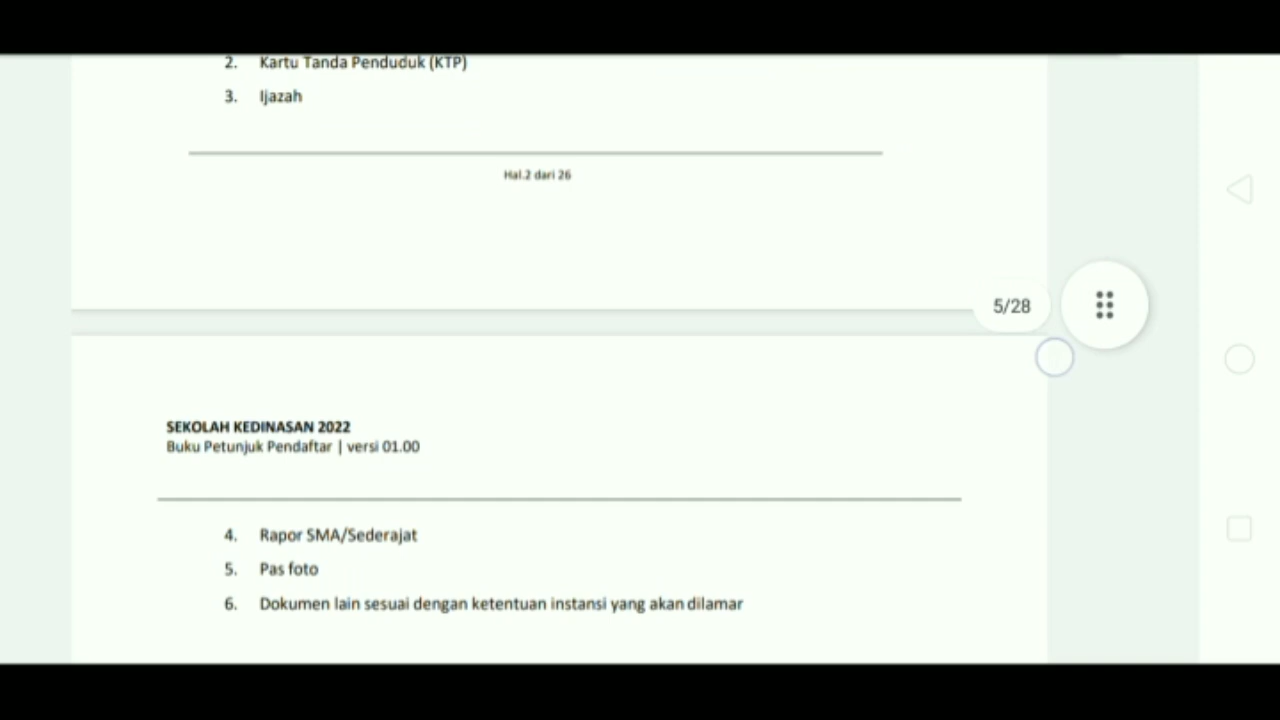 2. Kartu Tanda Penduduk (KTP)
3. Ijazah
Hal.2 dari 26
5/28
SEKOLAH KEDINASAN 2022
Buku Petunjuk Pendaftar | versi 01.00
4. Rapor SMA/Sederajat
5. Pas foto
6. Dokumen lain sesuai dengan ketentuan instansi yang akan dilamar